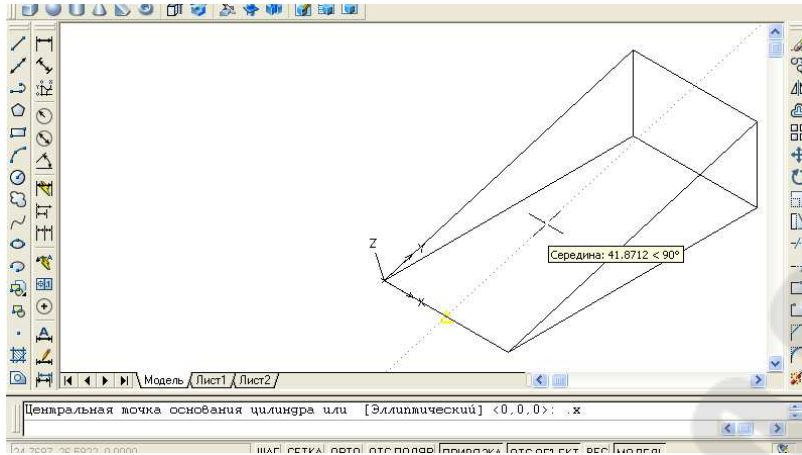 Z
Y
X
Середина: 41.8712 < 90°
Модель Лист1 Лист2
Центральная точка основания цилиндра или [Эллиптический] <0,0,0>: .x
ШАГ СЕТКА ОРТО ОТС-ПОЛЯР ПРИВЯЗКА ОТС-ОБЪЕКТ ВЕС МОДЕЛЬ